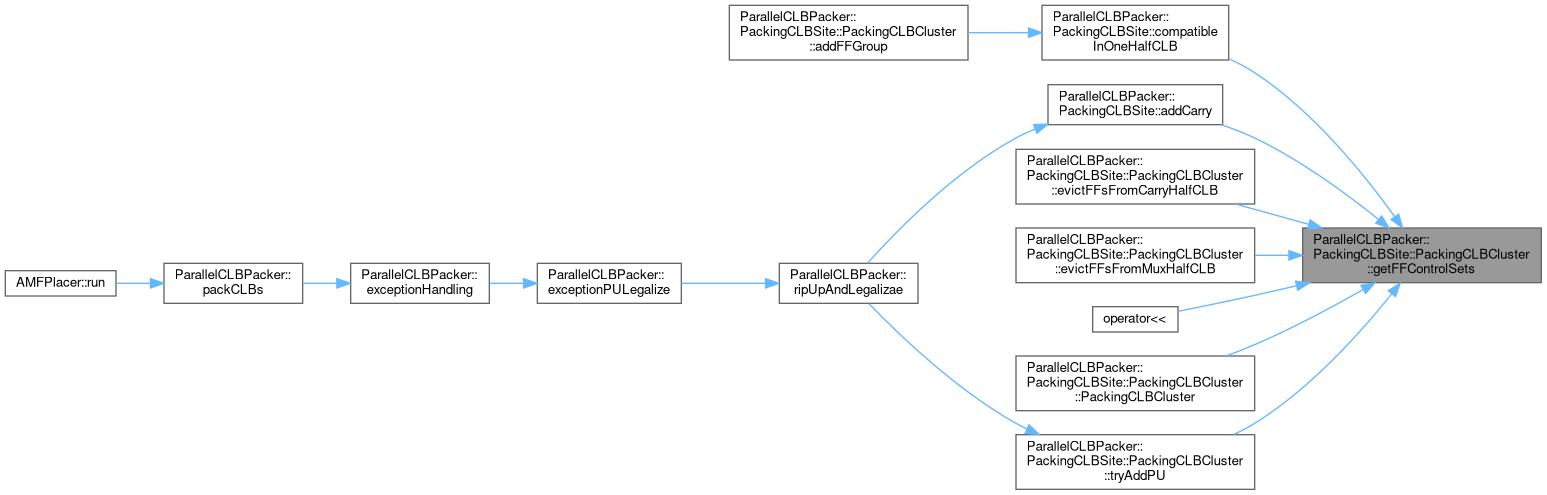 ParallelCLBPacker::
PackingCLBSite::PackingCLBCluster
::addFFGroup
ParallelCLBPacker::
PackingCLBSite::compatible
InOneHalfCLB
ParallelCLBPacker::
PackingCLBSite::addCarry
ParallelCLBPacker::
PackingCLBSite::PackingCLBCluster
::evictFFsFromCarryHalfCLB
ParallelCLBPacker::
PackingCLBSite::PackingCLBCluster
::evictFFsFromMuxHalfCLB
ParallelCLBPacker::
PackingCLBSite::PackingCLBCluster
::getFFControlSets
AMFPlacer::run
ParallelCLBPacker::
packCLBs
ParallelCLBPacker::
exceptionHandling
ParallelCLBPacker::
exceptionPULegalize
ParallelCLBPacker::
ripUpAndLegalizae
operator<<
ParallelCLBPacker::
PackingCLBSite::PackingCLBCluster
::PackingCLBCluster
ParallelCLBPacker::
PackingCLBSite::PackingCLBCluster
::tryAddPU